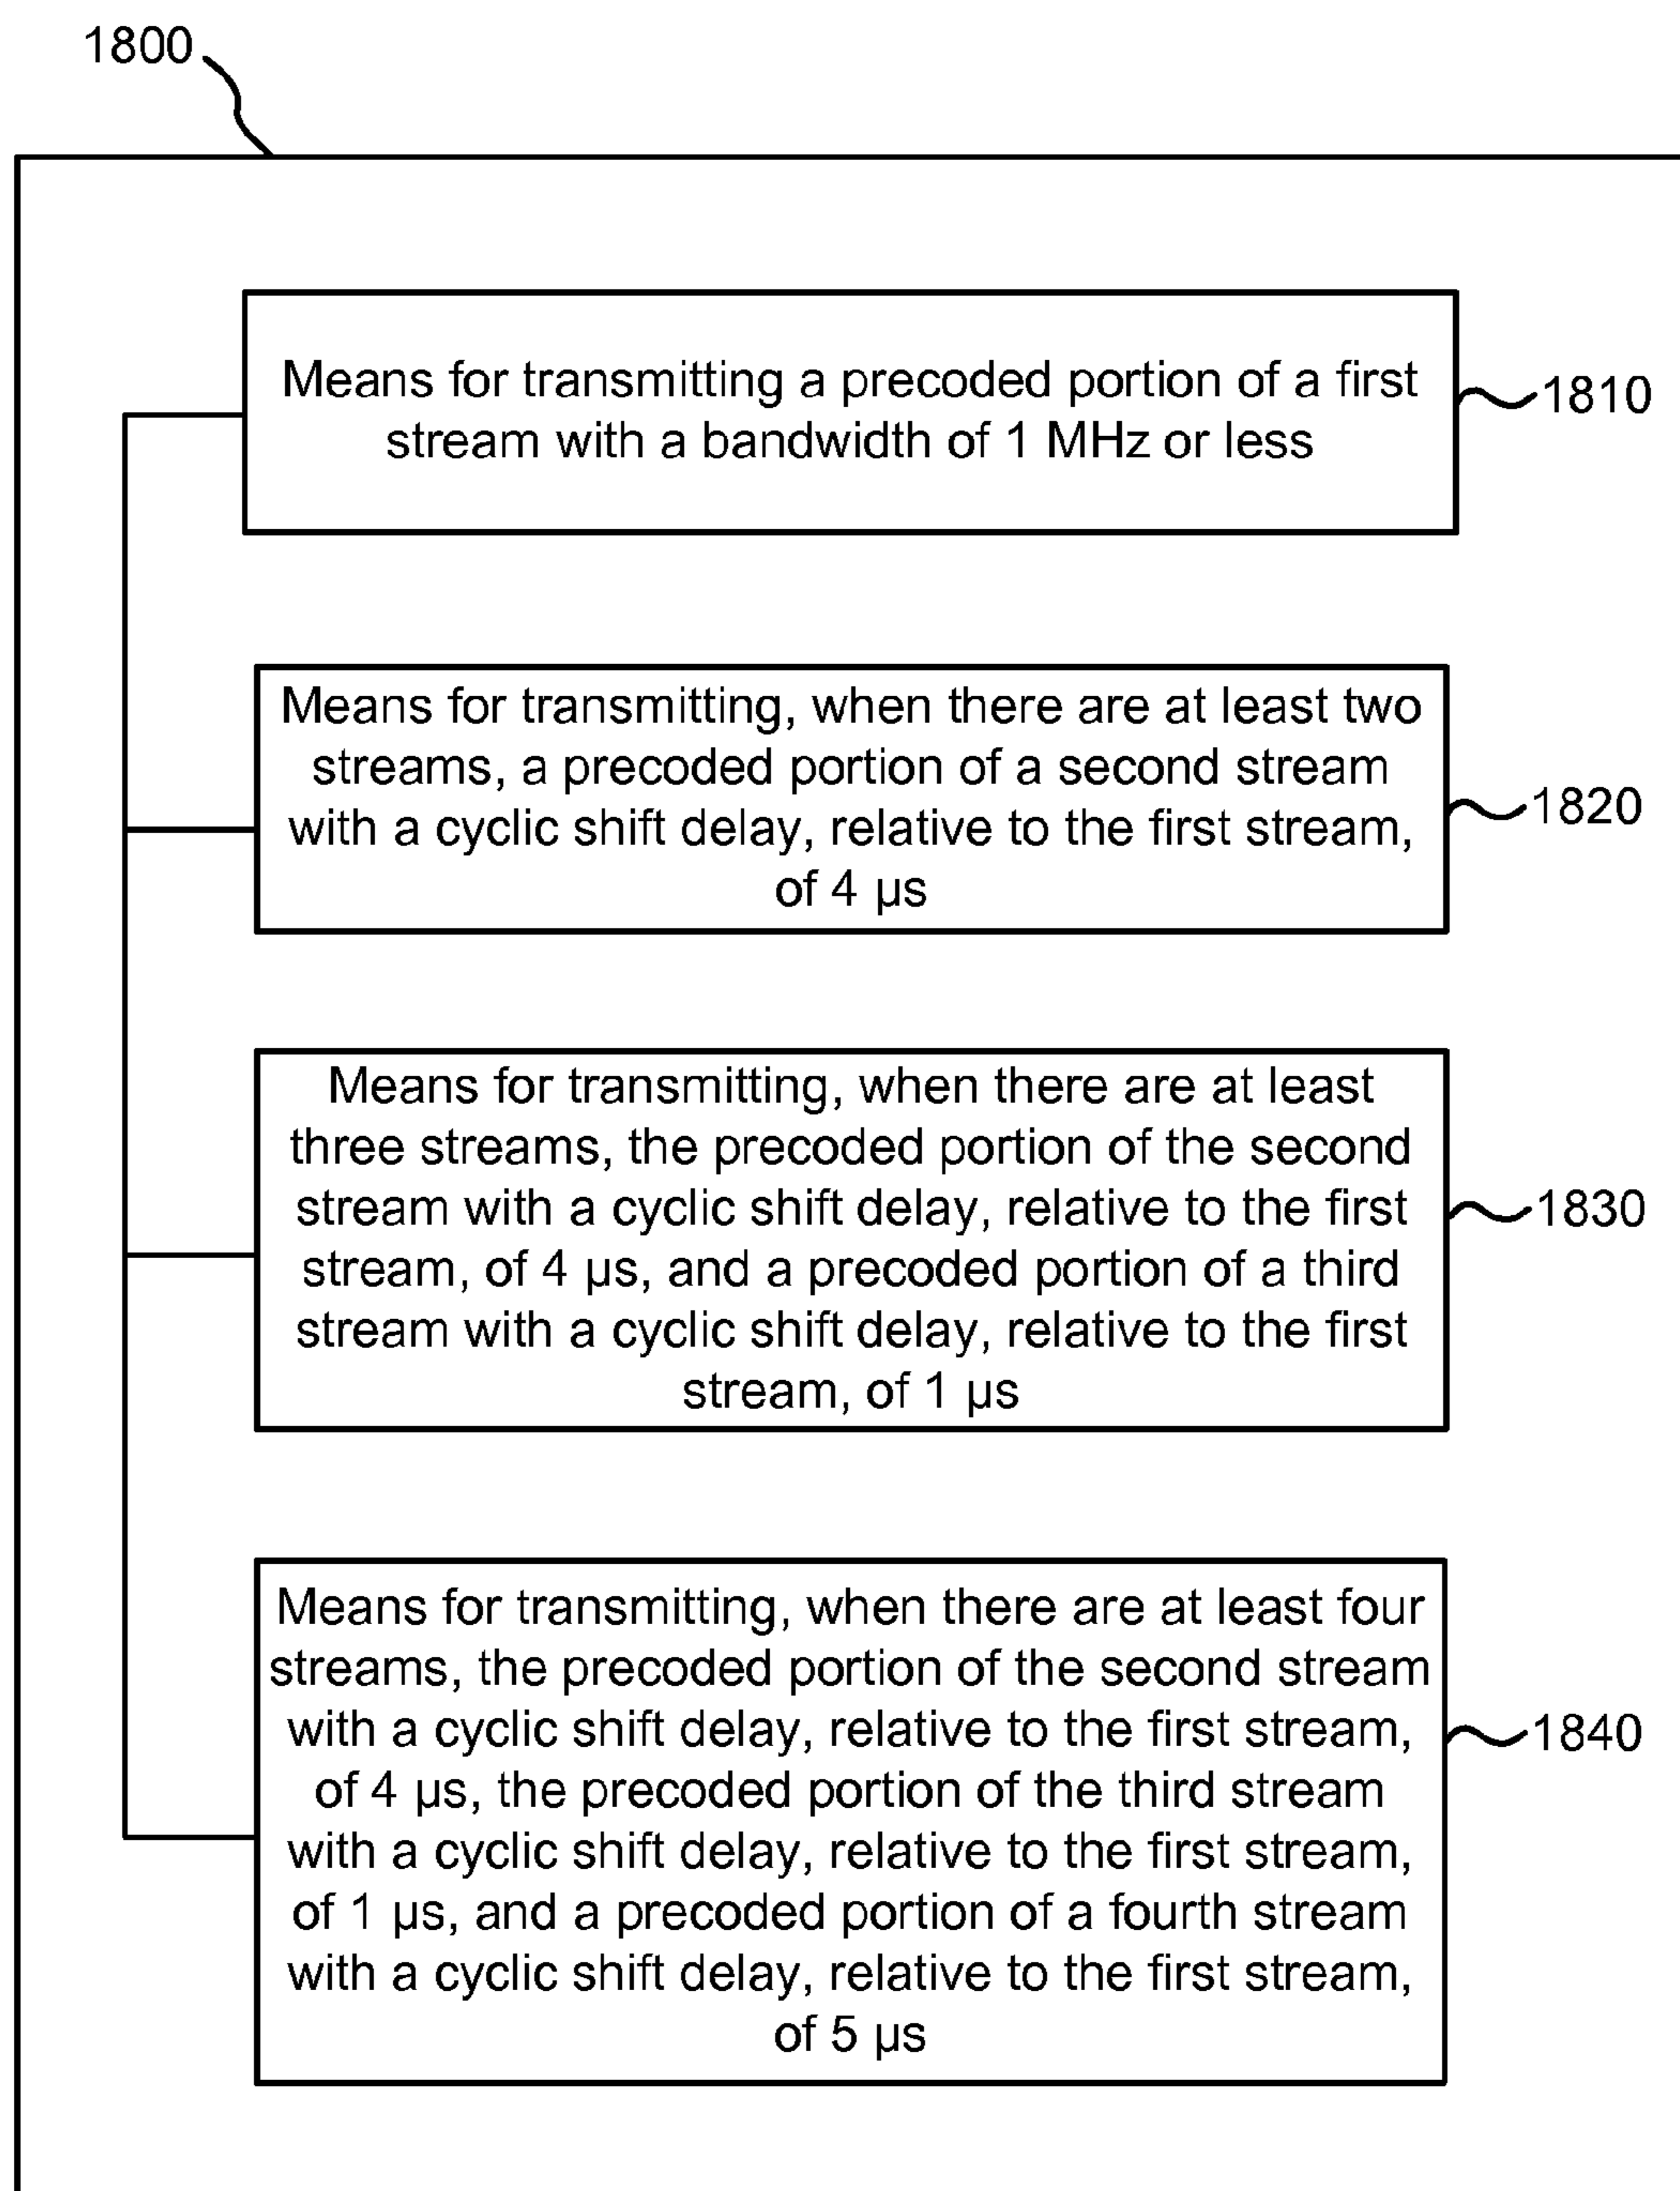 1800
Means for transmitting a precoded portion of a first
stream with a bandwidth of 1 MHz or less
1810
Means for transmitting, when there are at least two
streams, a precoded portion of a second stream
with a cyclic shift delay, relative to the first stream,
of 4 µs
1820
Means for transmitting, when there are at least
three streams, the precoded portion of the second
stream with a cyclic shift delay, relative to the first
stream, of 4 µs, and a precoded portion of a third
stream with a cyclic shift delay, relative to the first
stream, of 1 µs
1830
Means for transmitting, when there are at least four
streams, the precoded portion of the second stream
with a cyclic shift delay, relative to the first stream,
of 4 µs, the precoded portion of the third stream
with a cyclic shift delay, relative to the first stream,
of 1 µs, and a precoded portion of a fourth stream
with a cyclic shift delay, relative to the first stream,
of 5 µs
1840